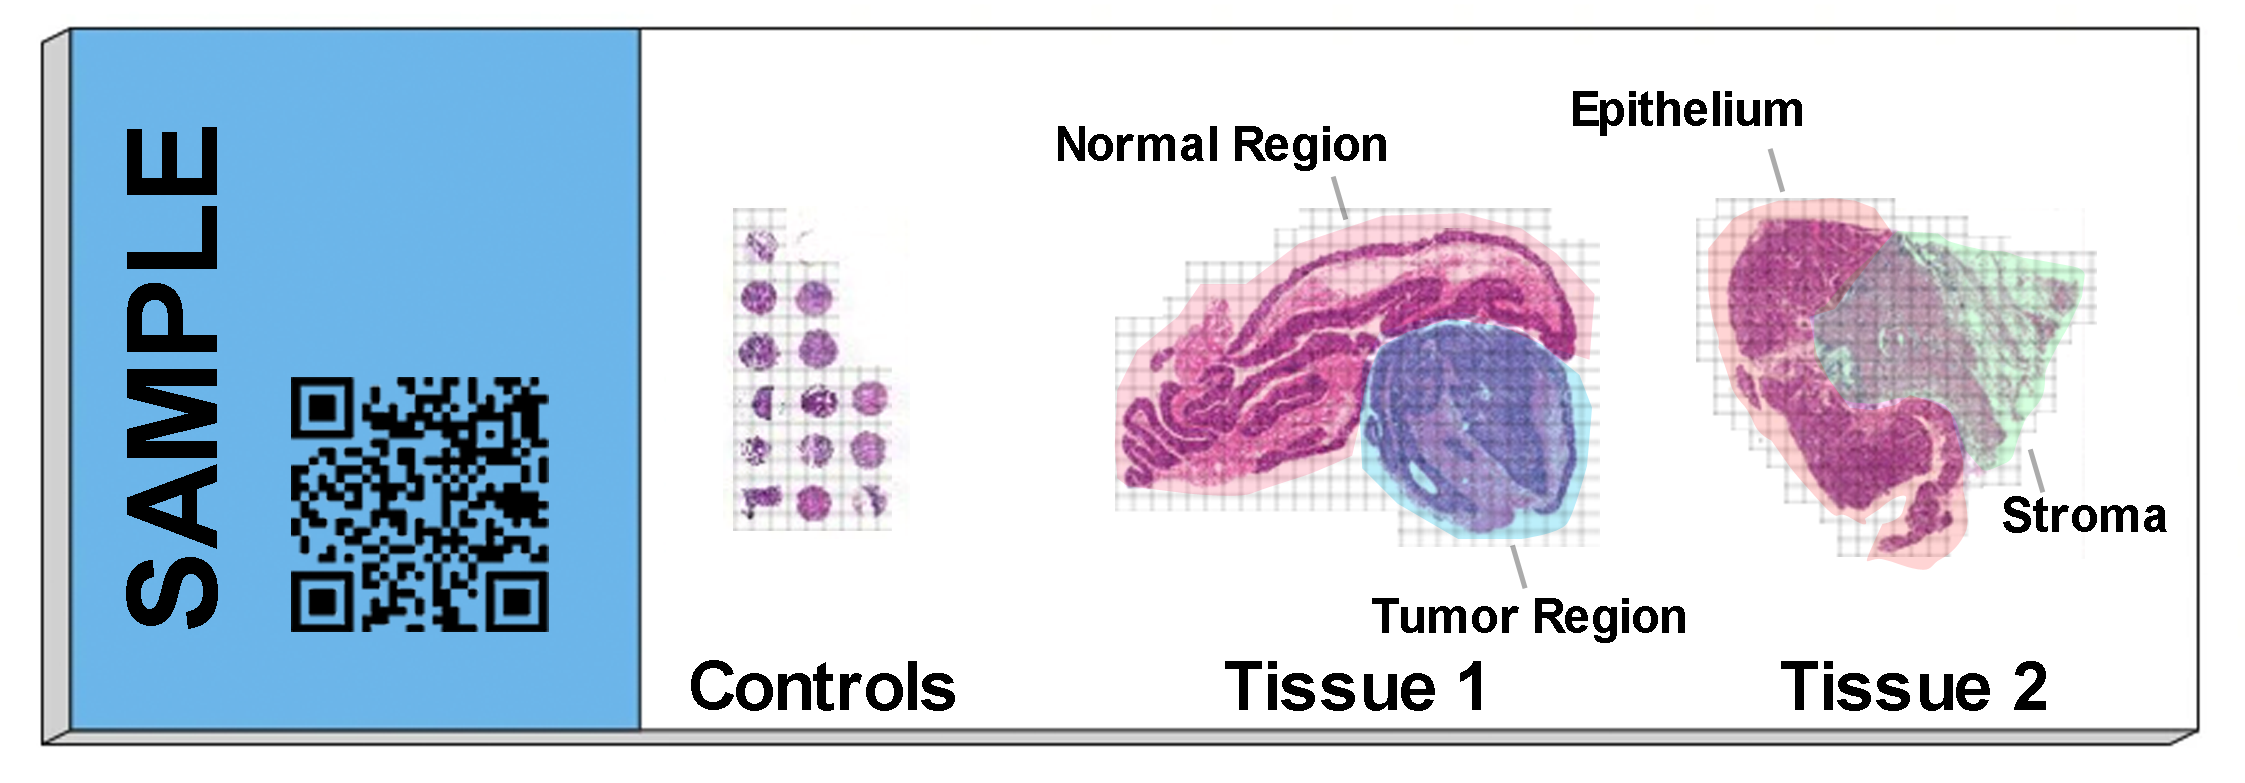 SAMPLE
Normal Region
Epithelium
Stroma
Tumor Region
Controls
Tissue 1
Tissue 2